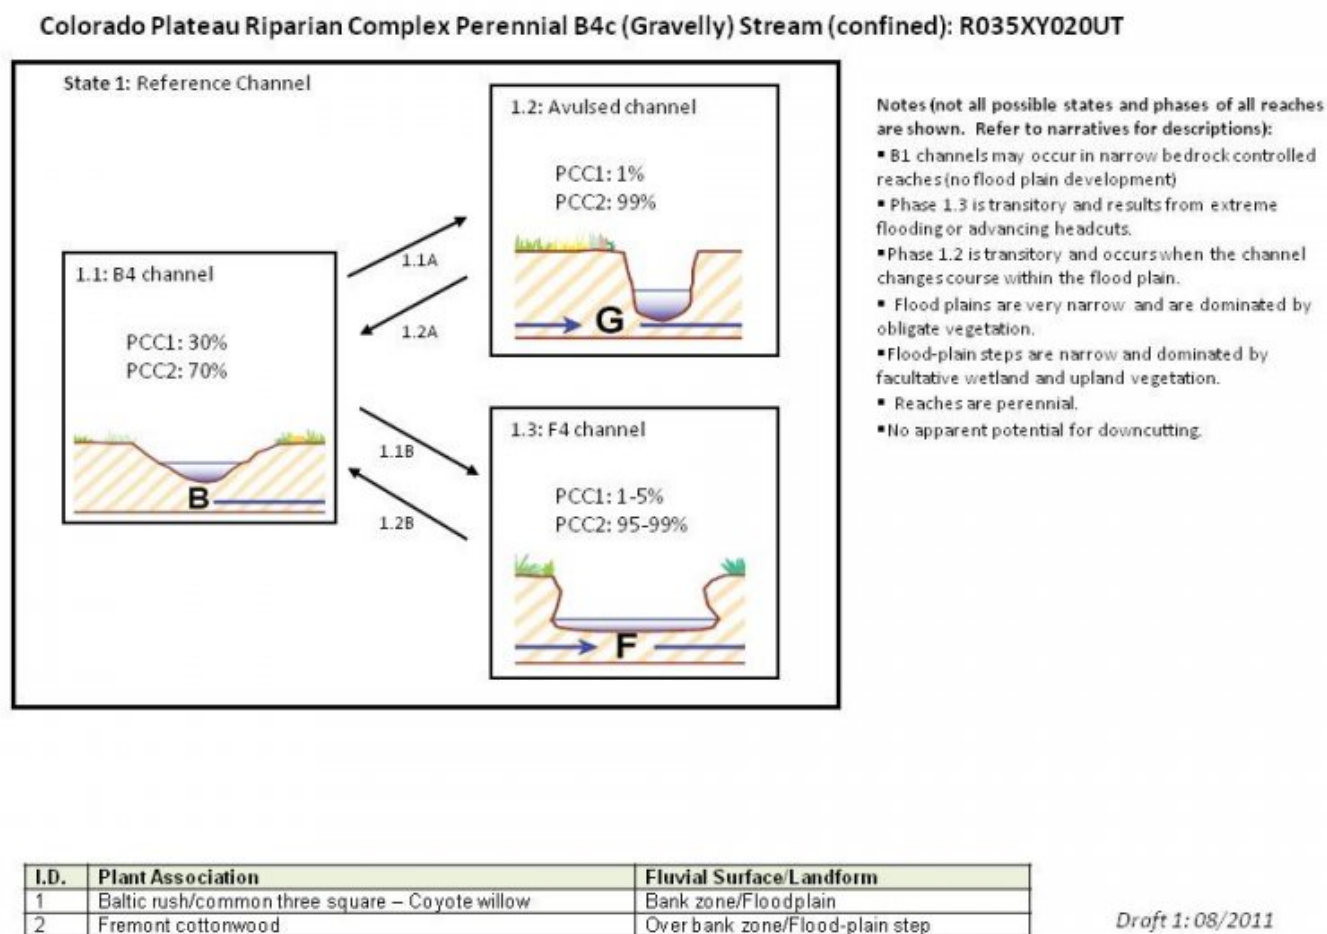 Colorado Plateau Riparian Complex Perennial B4c (Gravelly) Stream (confined): R035XY020UT
State 1: Reference Channel
1.2: Avulsed channel
PCC1: 1%
PCC2: 99%
G
1.1A
1.2A
1.1: B4 channel
PCC1: 30%
PCC2: 70%
B
1.1B
1.2B
1.3: F4 channel
PCC1: 1-5%
PCC2: 95-99%
F
Notes (not all possible states and phases of all reaches
are shown. Refer to narratives for descriptions):
▪ B1 channels may occur in narrow bedrock controlled
reaches (no flood plain development)
▪ Phase 1.3 is transitory and results from extreme
flooding or advancing headcuts.
▪Phase 1.2 is transitory and occurs when the channel
changes course within the flood plain.
▪ Flood plains are very narrow and are dominated by
obligate vegetation.
▪Flood-plain steps are narrow and dominated by
facultative wetland and upland vegetation.
▪ Reaches are perennial.
▪No apparent potential for downcutting.
I.D. Plant Association Fluvial Surface/Landform
1 Baltic rush/common three square – Coyote willow Bank zone/Floodplain
2 Fremont cottonwood Over bank zone/Flood-plain step
Draft 1: 08/2011